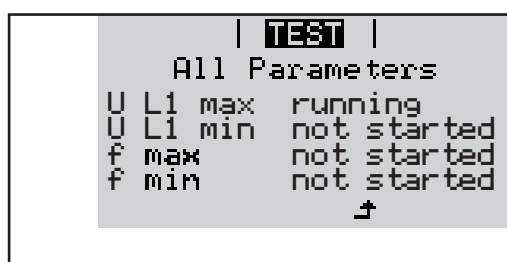 TEST
All Parameters
U L1 max running
U L1 min not started
f max not started
f min not started